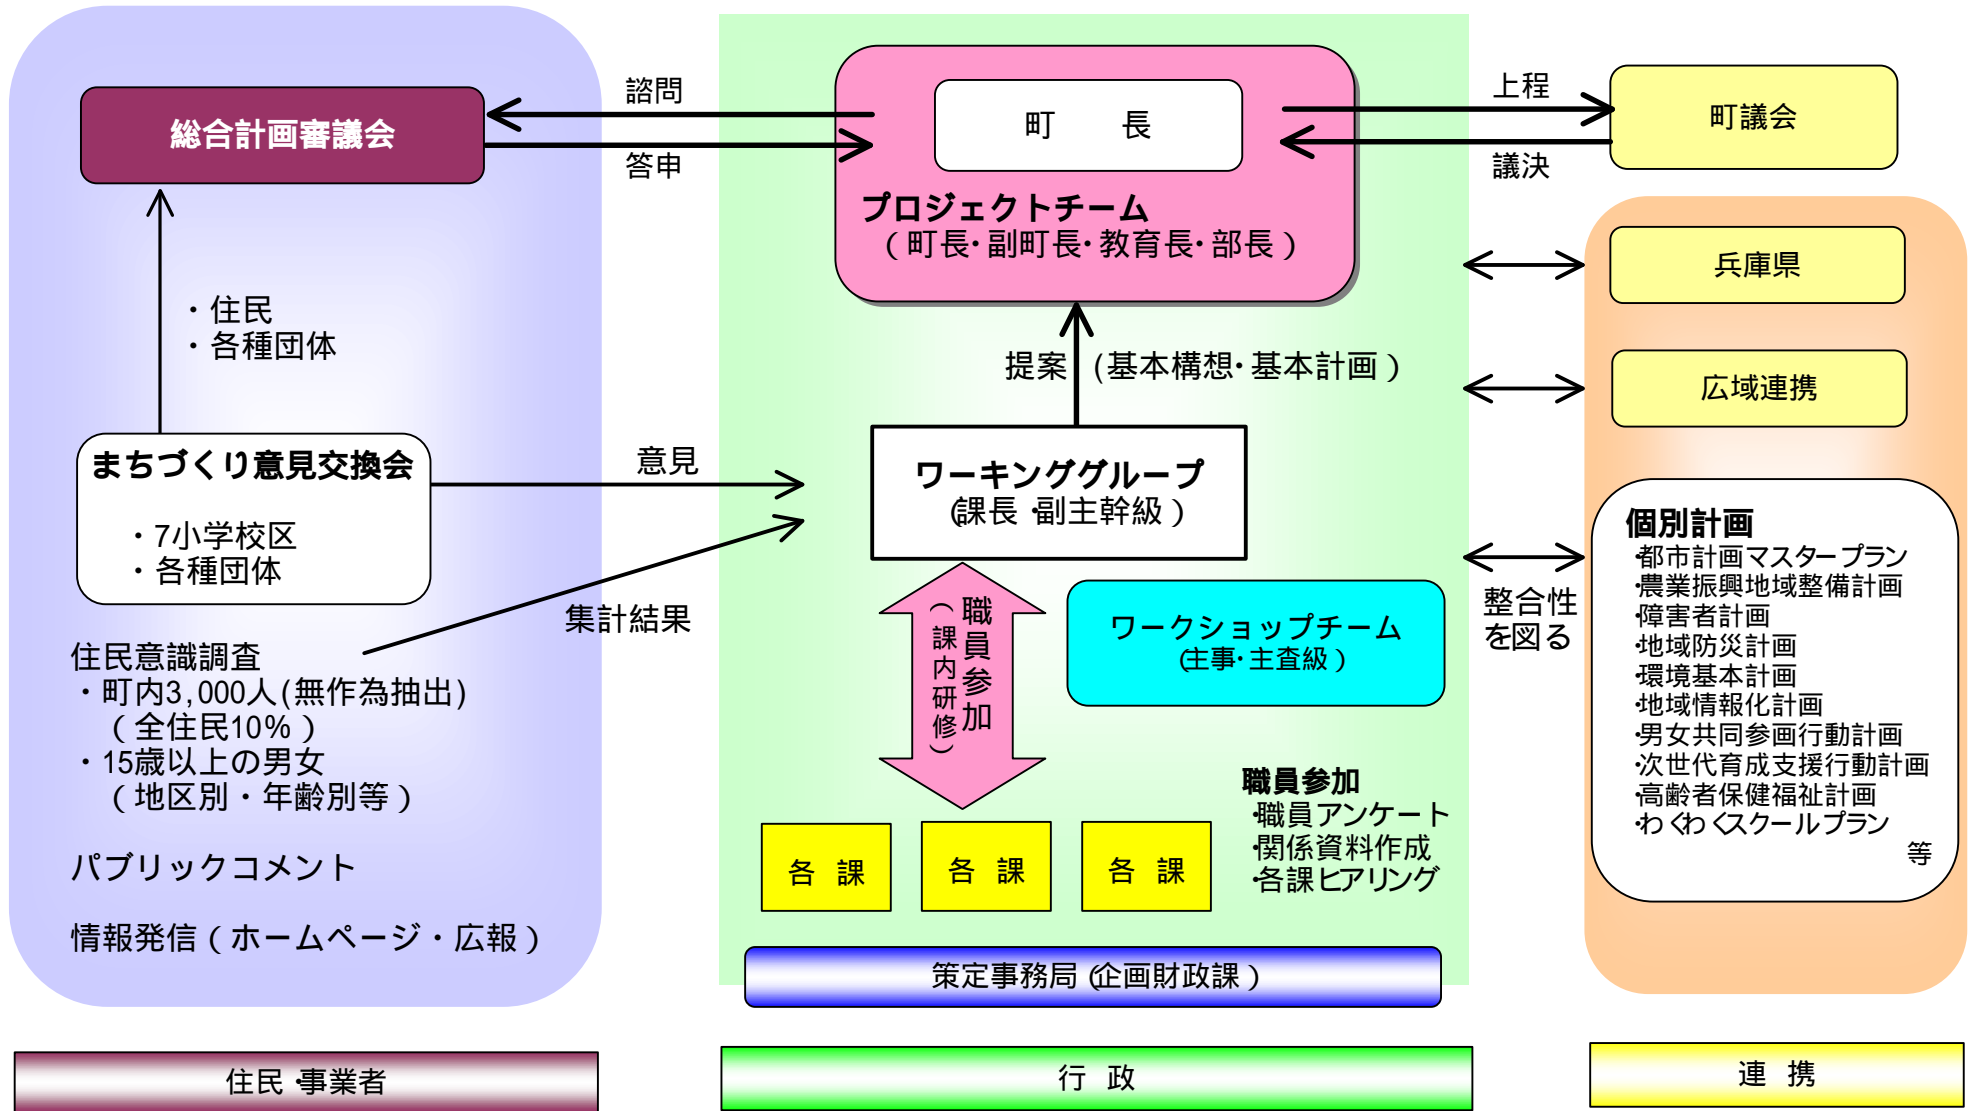 総合計画審議会
・住民
・各種団体
まちづくり意見交換会
・7小学校区
・各種団体
住民意識調査
・町内3,000人(無作為抽出)
（全住民10%）
・15歳以上の男女
（地区別・年齢別等）
パブリックコメント
情報発信（ホームページ・広報）
諮問
答申
意見
集計結果
町　長
プロジェクトチーム
（町長・副町長・教育長・部長）
提案（基本構想・基本計画）
ワーキンググループ
（課長・副主幹級）
職員参加
（課内研修）
ワークショップチーム
（主事・主査級）
職員参加
・職員アンケート
・関係資料作成
・各課ヒアリング
各 課
各 課
各 課
策定事務局（企画財政課）
上程
議決
整合性
を図る
町議会
兵庫県
広域連携
個別計画
・都市計画マスタープラン
・農業振興地域整備計画
・障害者計画
・地域防災計画
・環境基本計画
・地域情報化計画
・男女共同参画行動計画
・次世代育成支援行動計画
・高齢者保健福祉計画
・わくわくスクールプラン
等
住民・事業者
行 政
連 携